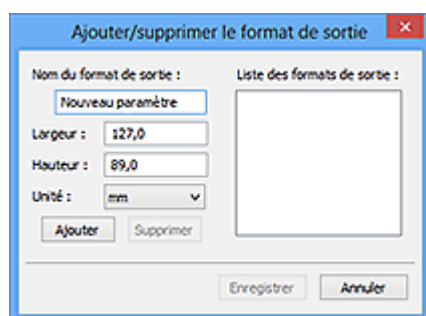 Ajouter/supprimer le format de sortie
Nom du format de sortie :
Nouveau paramètre
Largeur : 127,0
Hauteur : 89,0
Unité : mm
Ajouter Supprimer
Liste des formats de sortie :
Enregistrer Annuler